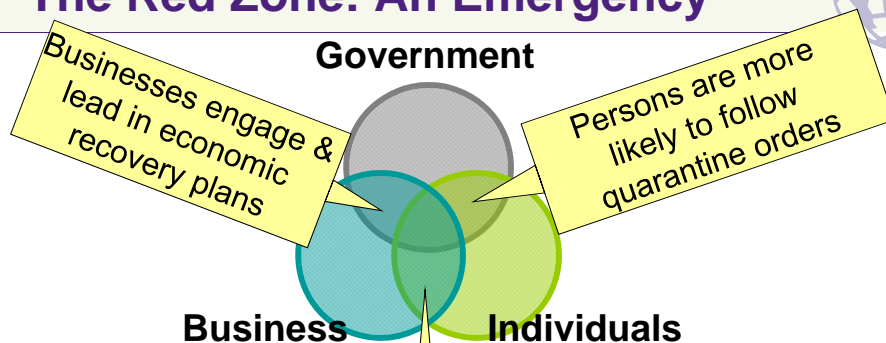 The Red Zone: An Emergency
Government
Businesses engage &
lead in economic
recovery plans
Persons are more
likely to follow
quarantine orders
Business
Individuals